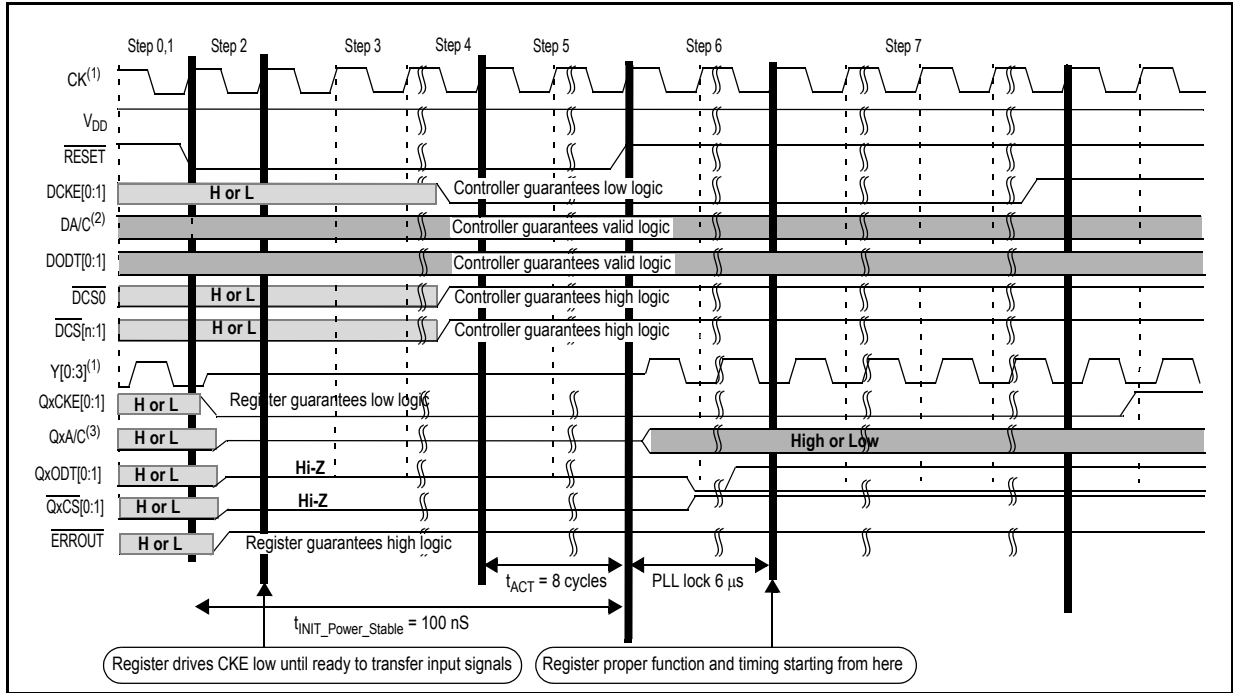 Step 0,1 Step 2 Step 3 Step 4 Step 5 Step 6 Step 7
CK(1)
VDD
RESET
DCKE[0:1] H or L Controller guarantees low logic
DA/C(2) Controller guarantees valid logic
DODT[0:1] Controller guarantees valid logic
DCS0 H or L Controller guarantees high logic
DCS[n:1] H or L Controller guarantees high logic
Y[0:3](1)
QxCKE[0:1] H or L Register guarantees low logic
QxA/C(3) H or L High or Low
QxODT[0:1] H or L Hi-Z
QxCS[0:1] H or L Hi-Z
ERROUT H or L Register guarantees high logic
tACT = 8 cycles PLL lock 6 μs
tINIT_Power_Stable = 100 nS
Register drives CKE low until ready to transfer input signals Register proper function and timing starting from here